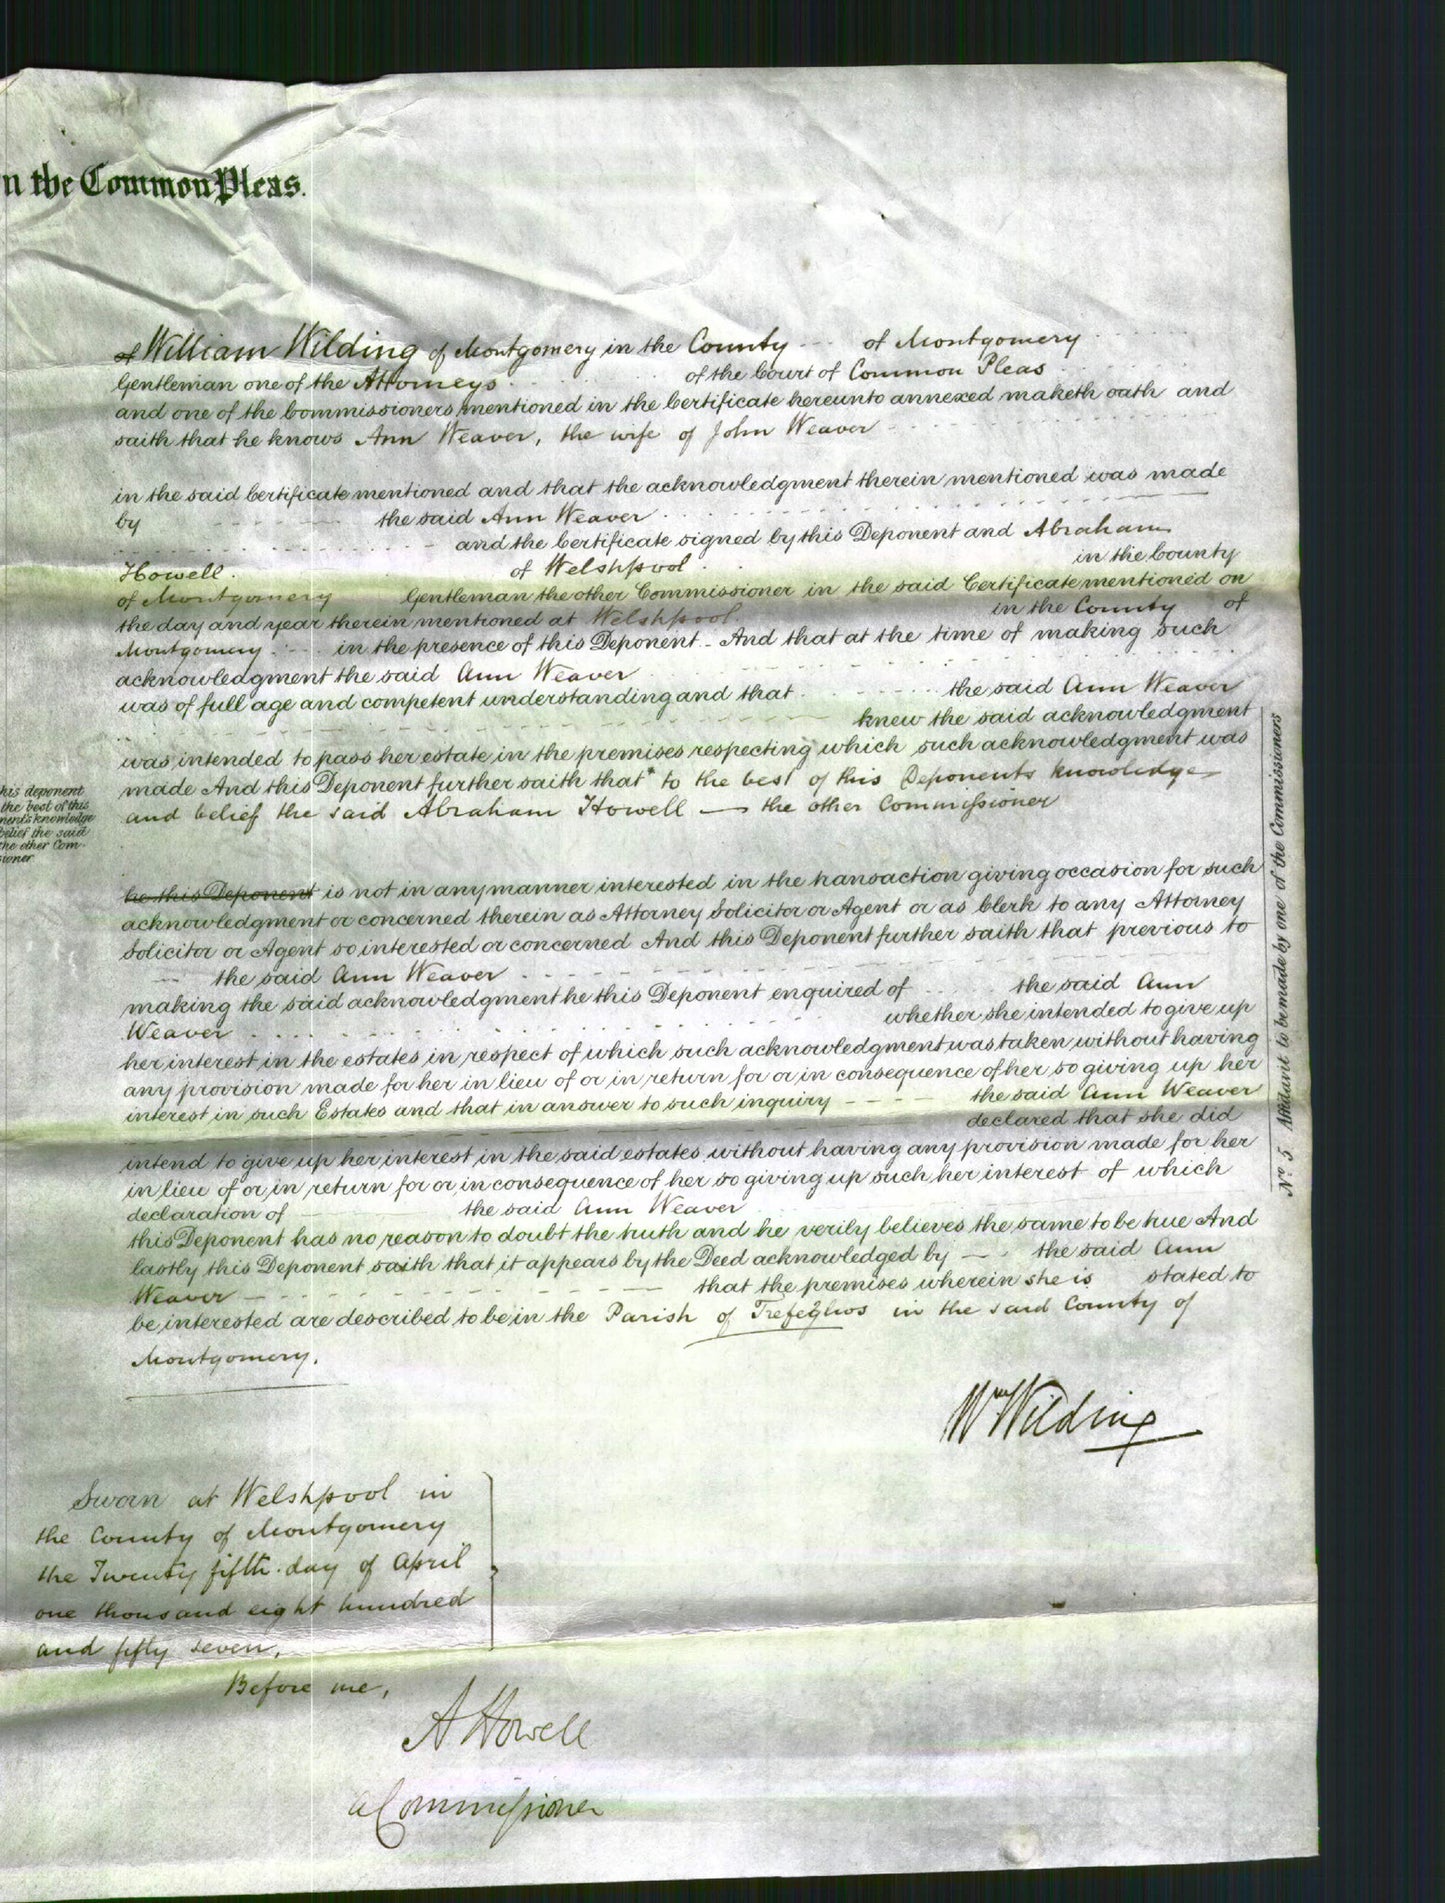 n the Common Pleas.
of William Wilding of Montgomery in the County of Montgomery
Gentleman one of the Attorneys of the Court of Common Pleas
and one of the Commissioners mentioned in the Certificate hereunto annexed maketh oath and
saith that he knows Ann Weaver, the wife of John Weaver
in the said Certificate mentioned and that the acknowledgment therein mentioned was made
by the said Ann Weaver
and the Certificate signed by this Deponent and Abraham
Howell of Welshpool in the County
of Montgomery Gentleman the other Commissioner in the said Certificate mentioned on
the day and year therein mentioned at Welshpool in the County of
Montgomery in the presence of this Deponent - And that at the time of making such
acknowledgment the said Ann Weaver
was of full age and competent understanding and that the said Ann Weaver
knew the said acknowledgment
was intended to pass her estate in the premises respecting which such acknowledgment was
made And this Deponent further saith that* to the best of this Deponents knowledge
and belief the said Abraham Howell — the other Commissioner
his deponent
the best of this
nent's knowledge
belief the said
the other Com-
sioner
he this Deponent is not in any manner interested in the transaction giving occasion for such
acknowledgment or concerned therein as Attorney Solicitor or Agent or as Clerk to any Attorney
Solicitor or Agent so interested or concerned And this Deponent further saith that previous to
the said Ann Weaver
making the said acknowledgment he this Deponent enquired of the said Ann
Weaver whether she intended to give up
her interest in the estates in respect of which such acknowledgment was taken without having
any provision made for her in lieu of or in return for or in consequence of her so giving up her
interest in such Estates and that in answer to such inquiry the said Ann Weaver
declared that she did
intend to give up her interest in the said estates without having any provision made for her
in lieu of or in return for or in consequence of her so giving up such her interest of which
declaration of the said Ann Weaver
this Deponent has no reason to doubt the truth and he verily believes the same to be true And
lastly this Deponent saith that it appears by the Deed acknowledged by the said Ann
Weaver that the premises wherein she is stated to
be interested are described to be in the Parish of Trefeglwos in the said County of
Montgomery.
Wm Wilding
Sworn at Welshpool in
the County of Montgomery
the Twenty fifth day of April
one thousand eight hundred
and fifty seven,
Before me,
A Howell
a Commissioner
No. 5. Affidavit to be made by one of the Commissioners